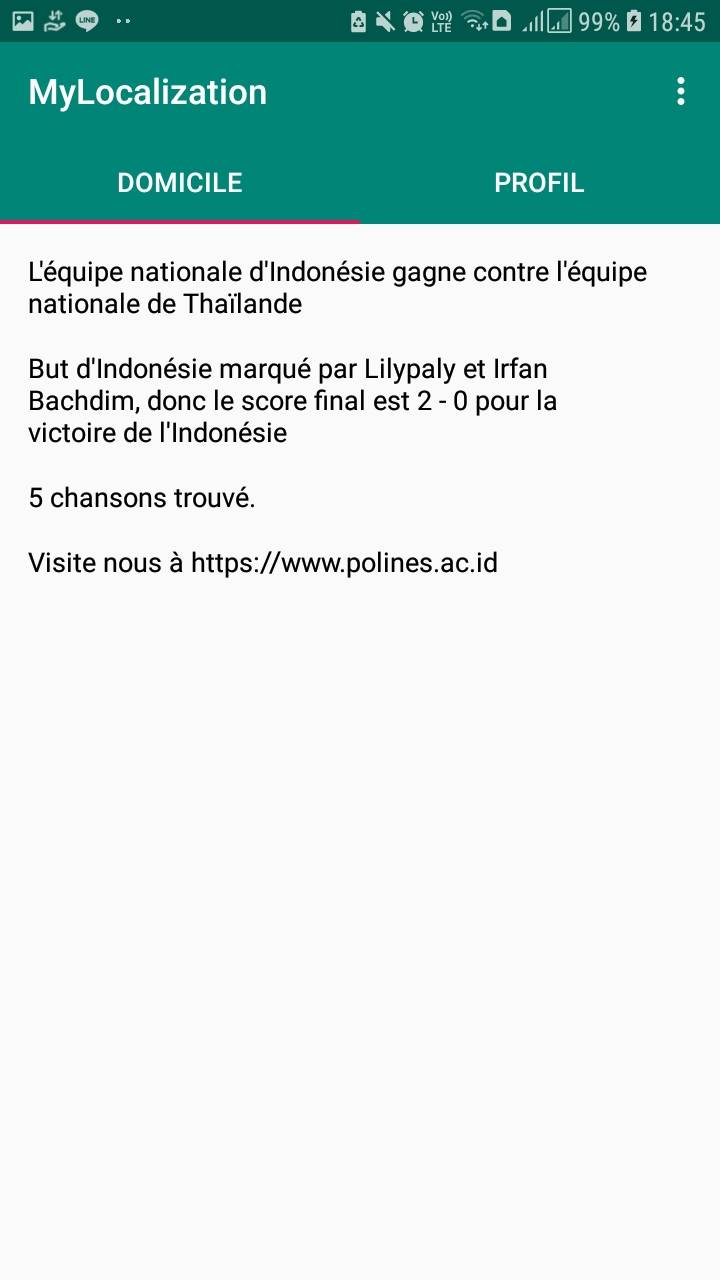 LINE Vo)) LTE 99% 18:45
MyLocalization
DOMICILE PROFIL
L'équipe nationale d'Indonésie gagne contre l'équipe
nationale de Thaïlande
But d'Indonésie marqué par Lilypaly et Irfan
Bachdim, donc le score final est 2 - 0 pour la
victoire de l'Indonésie
5 chansons trouvé.
Visite nous à https://www.polines.ac.id